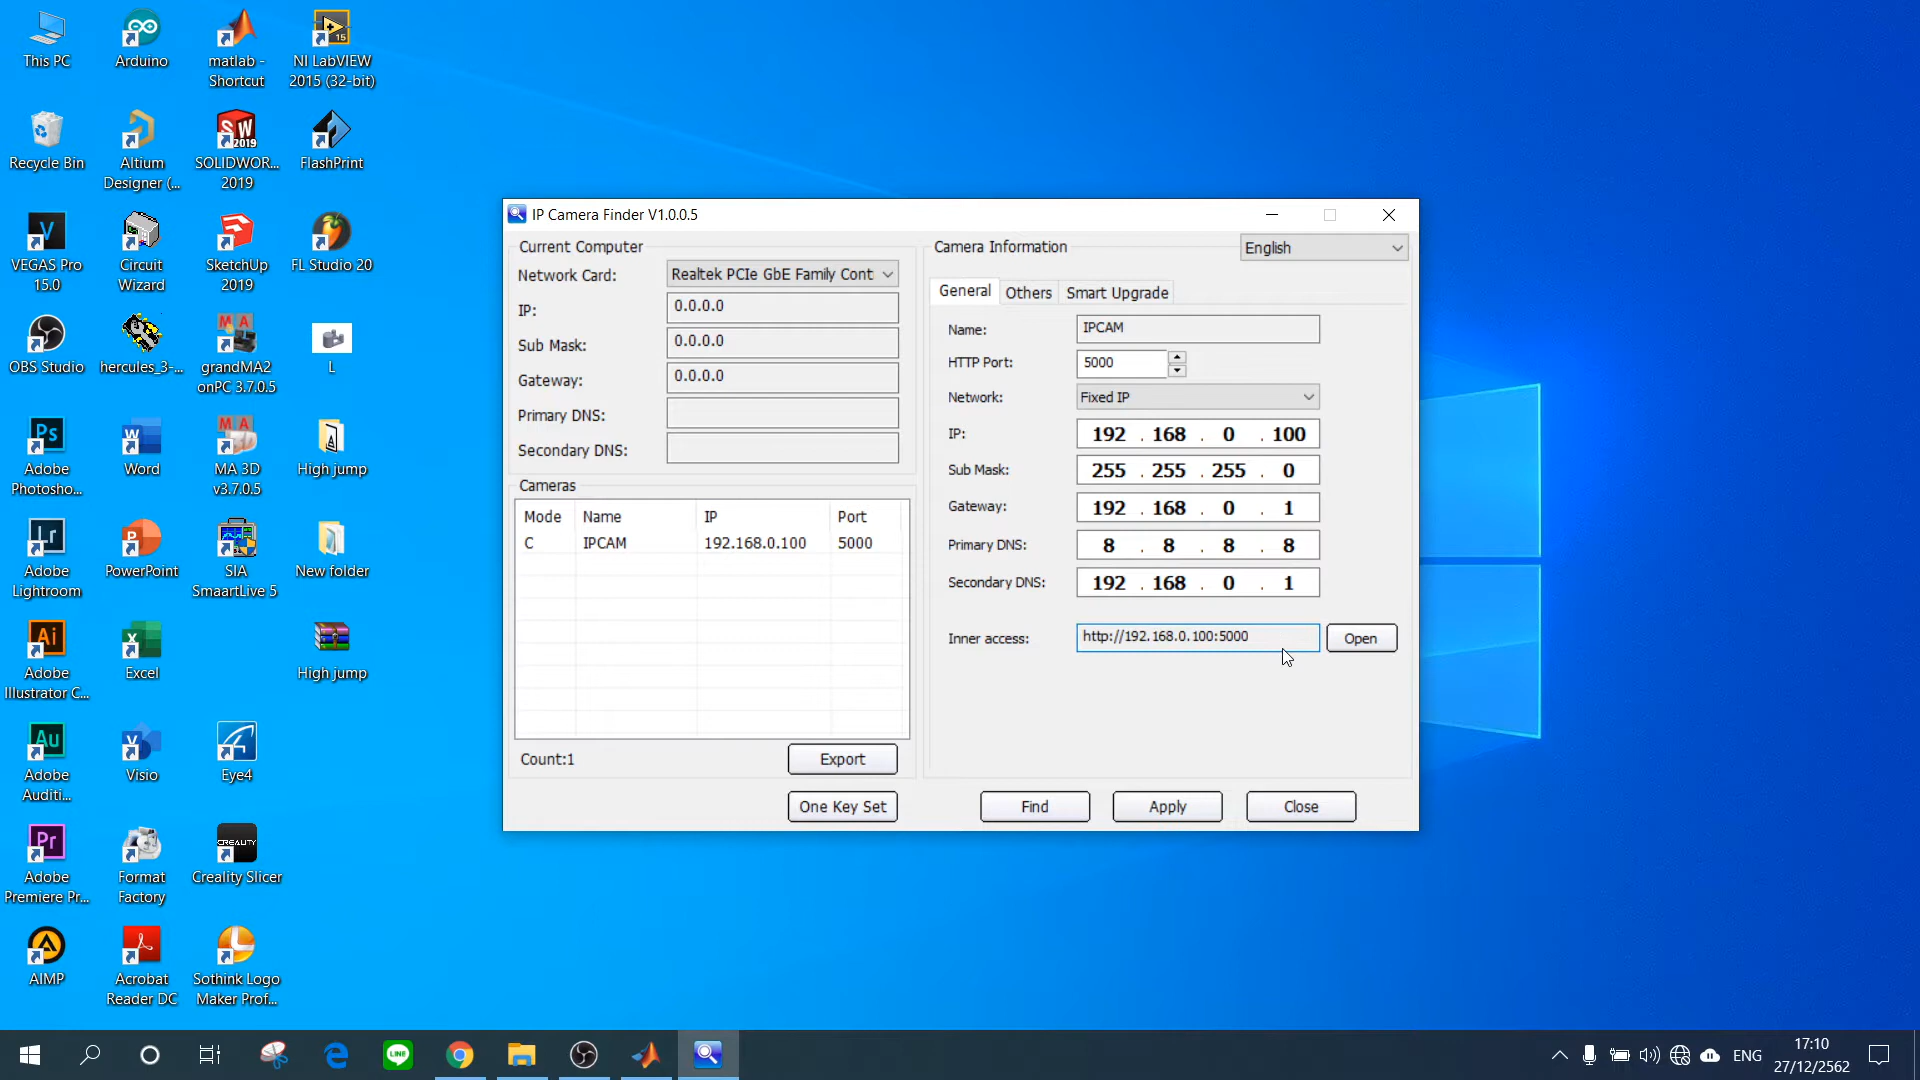 This PC
Arduino
matlab -
Shortcut
NI LabVIEW
2015 (32-bit)
Recycle Bin
Altium
Designer (...
SOLIDWOR...
2019
FlashPrint
VEGAS Pro
15.0
Circuit
Wizard
SketchUp
2019
FL Studio 20
OBS Studio
hercules_3-...
grandMA2
onPC 3.7.0.5
L
Adobe
Photosho...
Word
MA 3D
v3.7.0.5
High jump
Adobe
Lightroom
PowerPoint
SIA
SmaartLive 5
New folder
Adobe
Illustrator C...
Excel
High jump
Adobe
Auditi...
Visio
Eye4
Adobe
Premiere Pr...
Format
Factory
Creality Slicer
AIMP
Acrobat
Reader DC
Sothink Logo
Maker Prof...
IP Camera Finder V1.0.0.5
Current Computer
Network Card: Realtek PCIe GbE Family Cont
IP: 0.0.0.0
Sub Mask: 0.0.0.0
Gateway: 0.0.0.0
Primary DNS:
Secondary DNS:
Cameras
Mode Name IP Port
C IPCAM 192.168.0.100 5000
Count:1
Export
One Key Set
Camera Information
English
General Others Smart Upgrade
Name: IPCAM
HTTP Port: 5000
Network: Fixed IP
IP: 192 . 168 . 0 . 100
Sub Mask: 255 . 255 . 255 . 0
Gateway: 192 . 168 . 0 . 1
Primary DNS: 8 . 8 . 8 . 8
Secondary DNS: 192 . 168 . 0 . 1
Inner access: http://192.168.0.100:5000 Open
Find Apply Close
ENG
17:10
27/12/2562